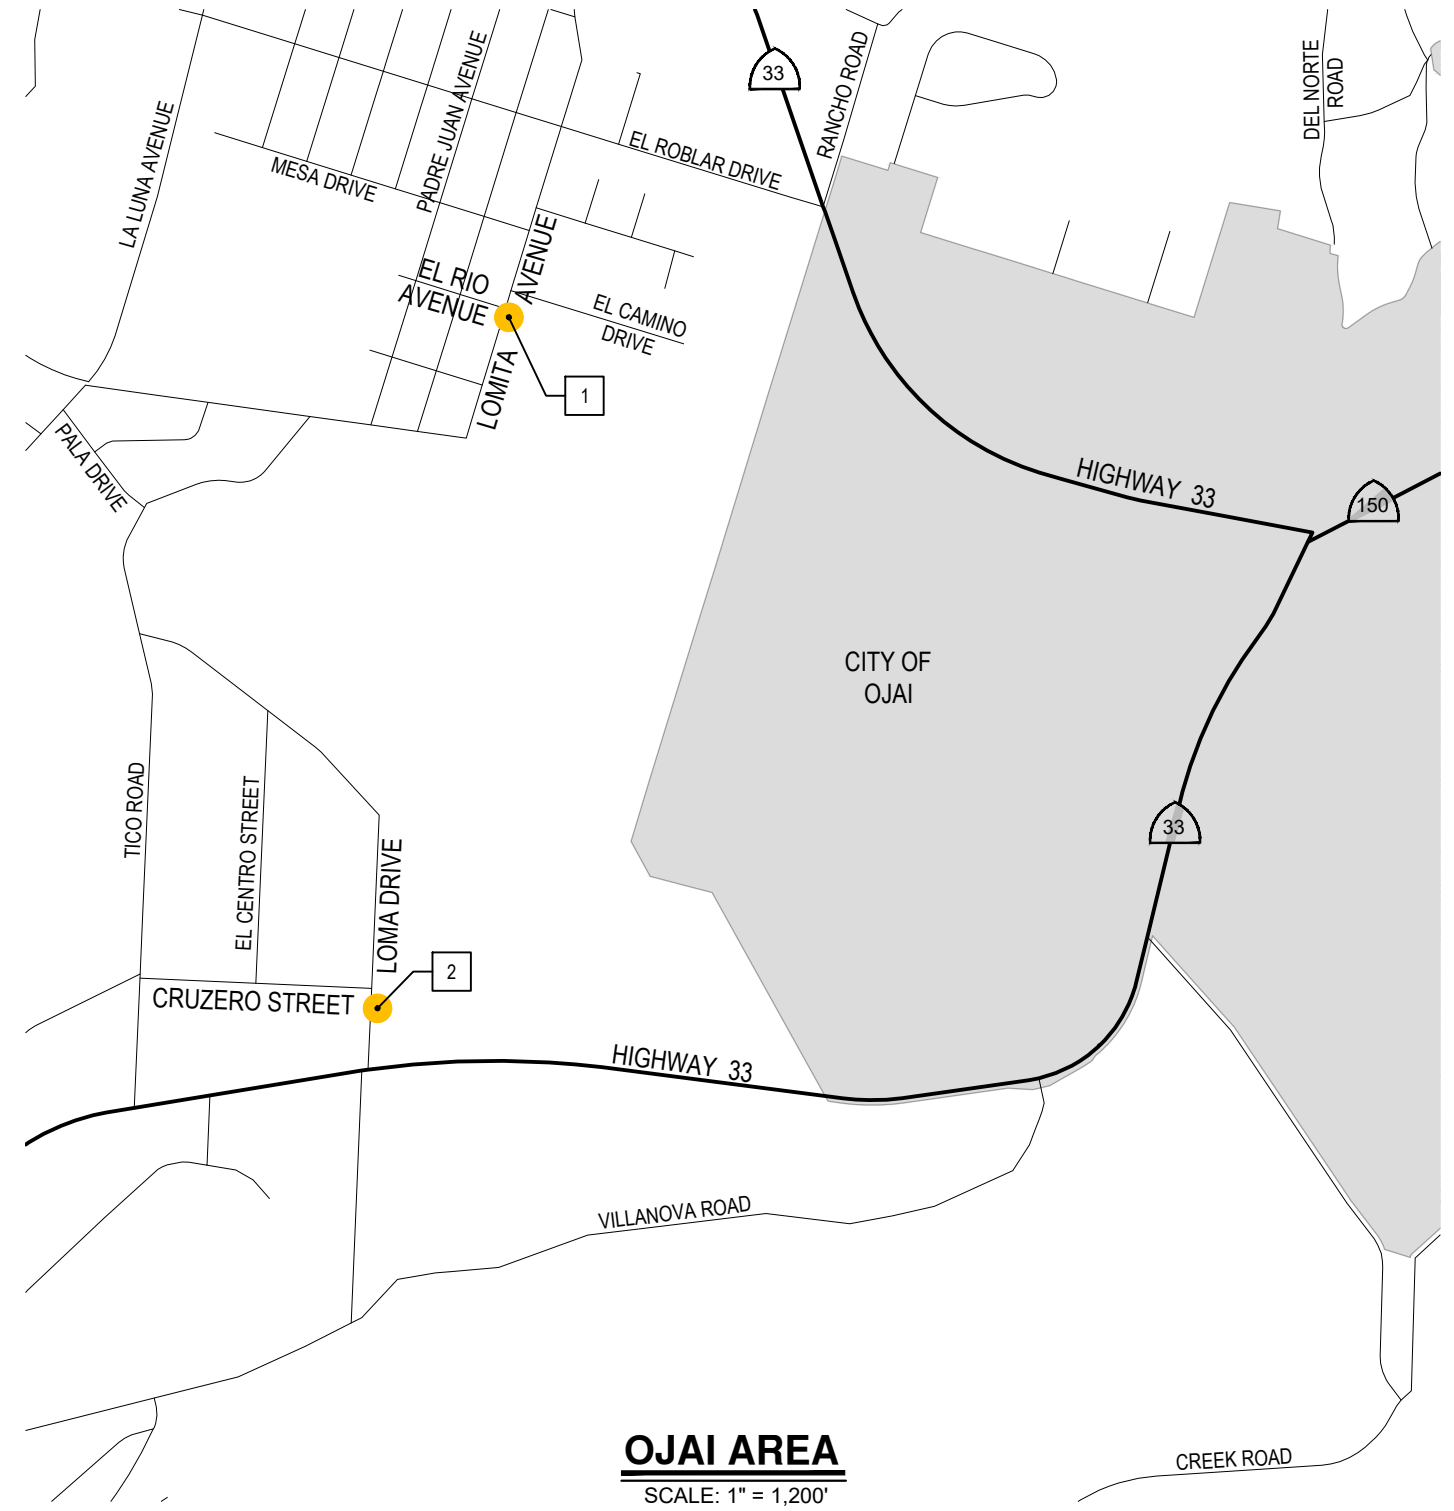 33
RANCHO ROAD
DEL NORTE
ROAD
PADRE JUAN AVENUE
LA LUNA AVENUE
MESA DRIVE
EL ROBLAR DRIVE
EL RIO
AVENUE
LOMITA AVENUE
EL CAMINO
DRIVE
1
PALA DRIVE
HIGHWAY 33
150
CITY OF
OJAI
33
TICO ROAD
EL CENTRO STREET
LOMA DRIVE
2
CRUZERO STREET
HIGHWAY 33
VILLANOVA ROAD
CREEK ROAD
OJAI AREA
SCALE: 1" = 1,200'